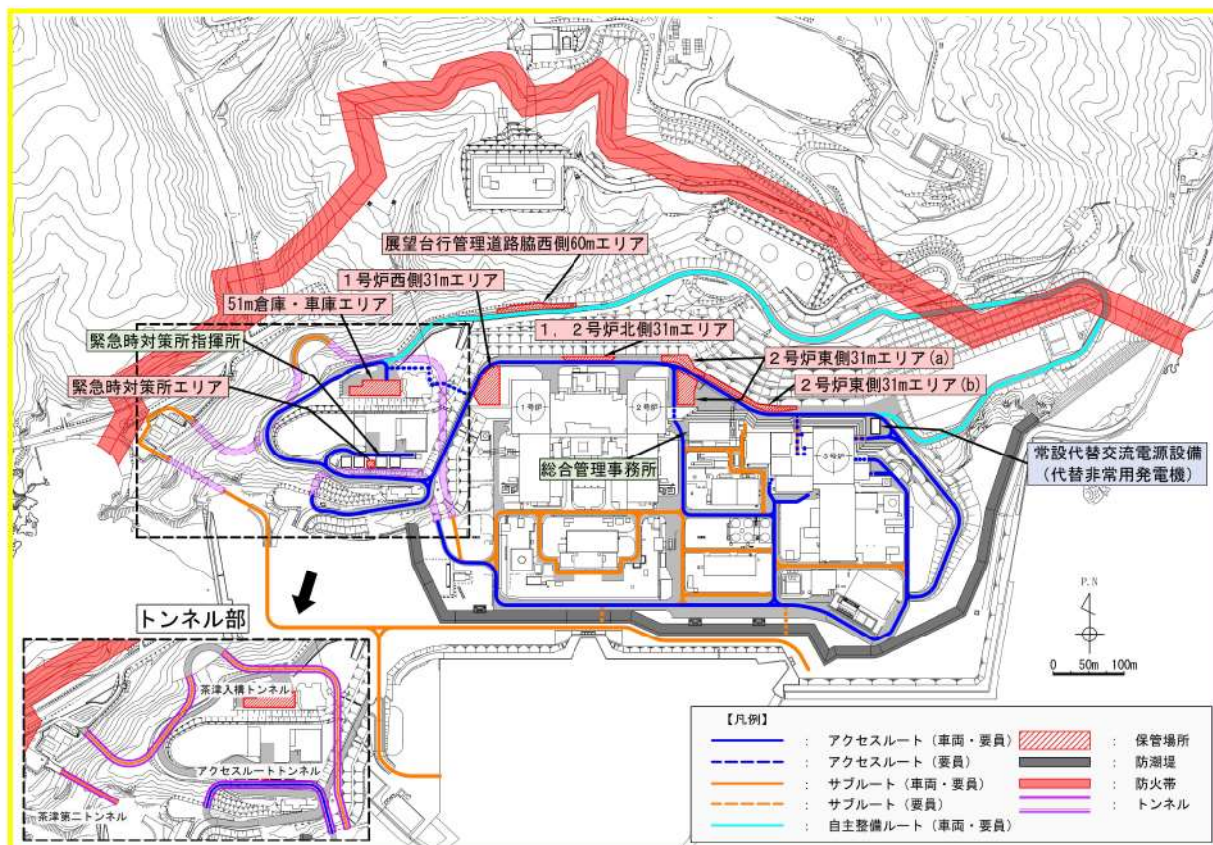 展望台行管理道路脇西側60mエリア
1号炉西側31mエリア
51m倉庫・車庫エリア
1,2号炉北側31mエリア
緊急時対策所指揮所
2号炉東側31mエリア(a)
緊急時対策所エリア
2号炉東側31mエリア(b)
1号炉
2号炉
3号炉
総合管理事務所
常設代替交流電源設備
(代替非常用発電機)
トンネル部
茶津入構トンネル
アクセスルートトンネル
茶津第二トンネル
P.N
0 50m 100m
【凡例】
: アクセスルート(車両・要員)
: アクセスルート(要員)
: サブルート(車両・要員)
: サブルート(要員)
: 自主整備ルート(車両・要員)
: 保管場所
: 防潮堤
: 防火帯
: トンネル